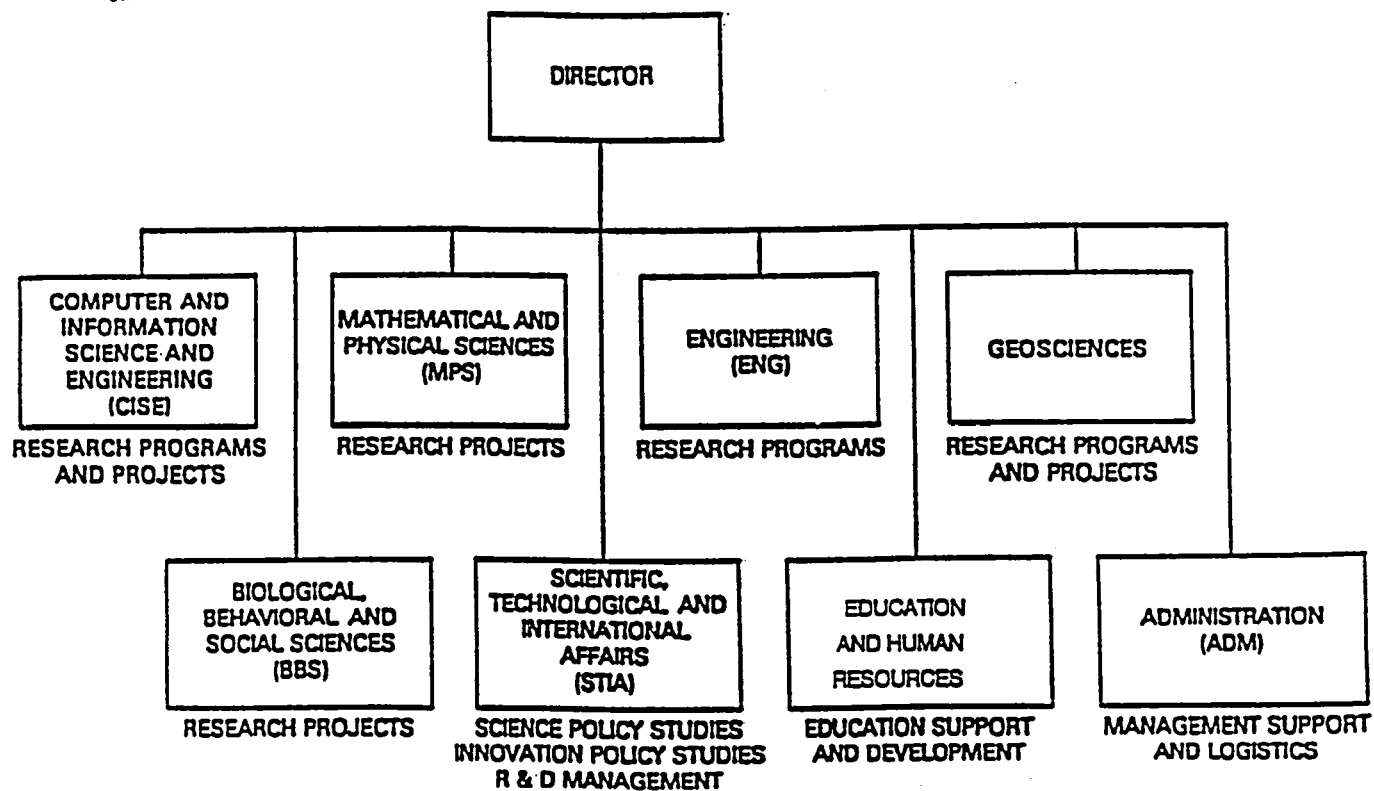 DIRECTOR
COMPUTER AND
INFORMATION
SCIENCE AND
ENGINEERING
(CISE)
RESEARCH PROGRAMS
AND PROJECTS
MATHEMATICAL AND
PHYSICAL SCIENCES
(MPS)
RESEARCH PROJECTS
ENGINEERING
(ENG)
RESEARCH PROGRAMS
GEOSCIENCES
RESEARCH PROGRAMS
AND PROJECTS
BIOLOGICAL,
BEHAVIORAL AND
SOCIAL SCIENCES
(BBS)
RESEARCH PROJECTS
SCIENTIFIC,
TECHNOLOGICAL AND
INTERNATIONAL
AFFAIRS
(STIA)
SCIENCE POLICY STUDIES
INNOVATION POLICY STUDIES
R & D MANAGEMENT
EDUCATION
AND HUMAN
RESOURCES
EDUCATION SUPPORT
AND DEVELOPMENT
ADMINISTRATION
(ADM)
MANAGEMENT SUPPORT
AND LOGISTICS